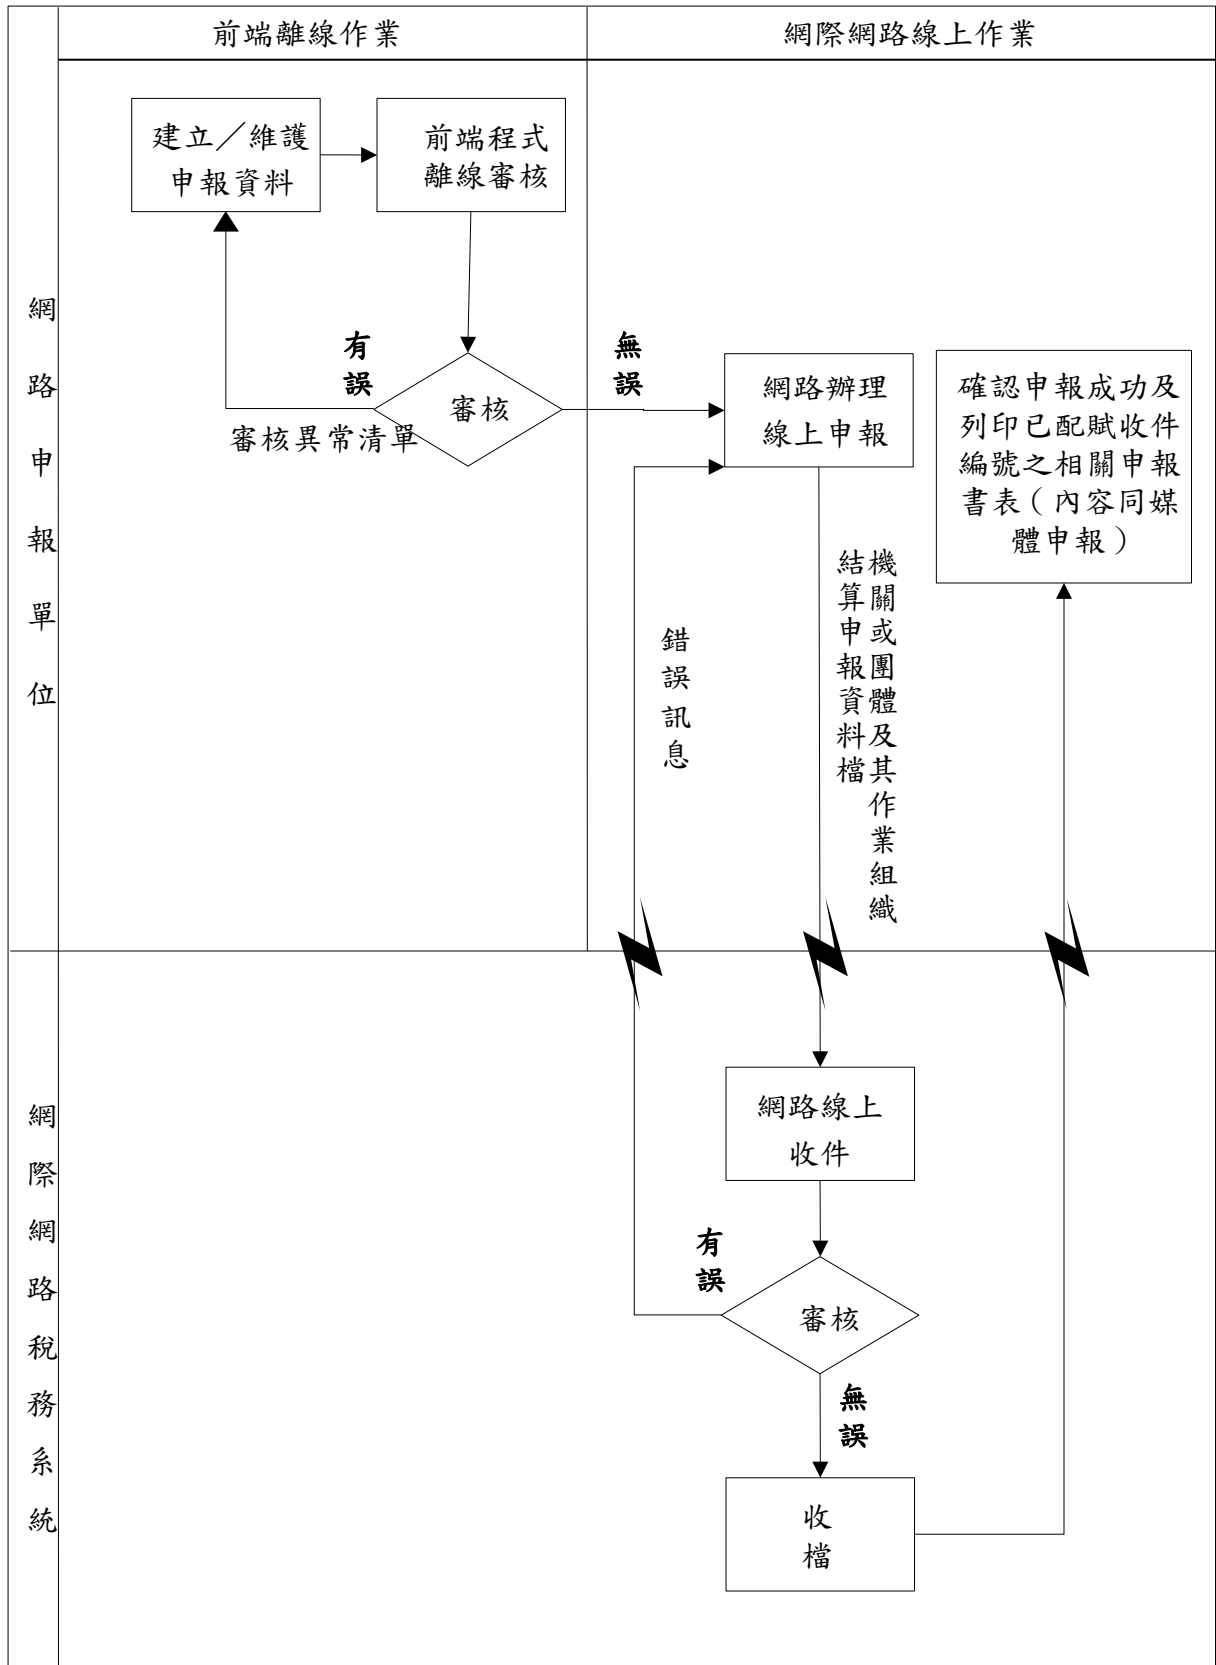 前端離線作業
網際網路線上作業
網路申報單位
建立／維護
申報資料
前端程式
離線審核
有誤
無誤
審核
審核異常清單
網路辦理
線上申報
確認申報成功及
列印已配賦收件
編號之相關申報
書表（內容同媒
體申報）
機關或團體及其作業組織
結算申報資料檔
錯誤訊息
網際網路稅務系統
網路線上
收件
有誤
審核
無誤
收
檔